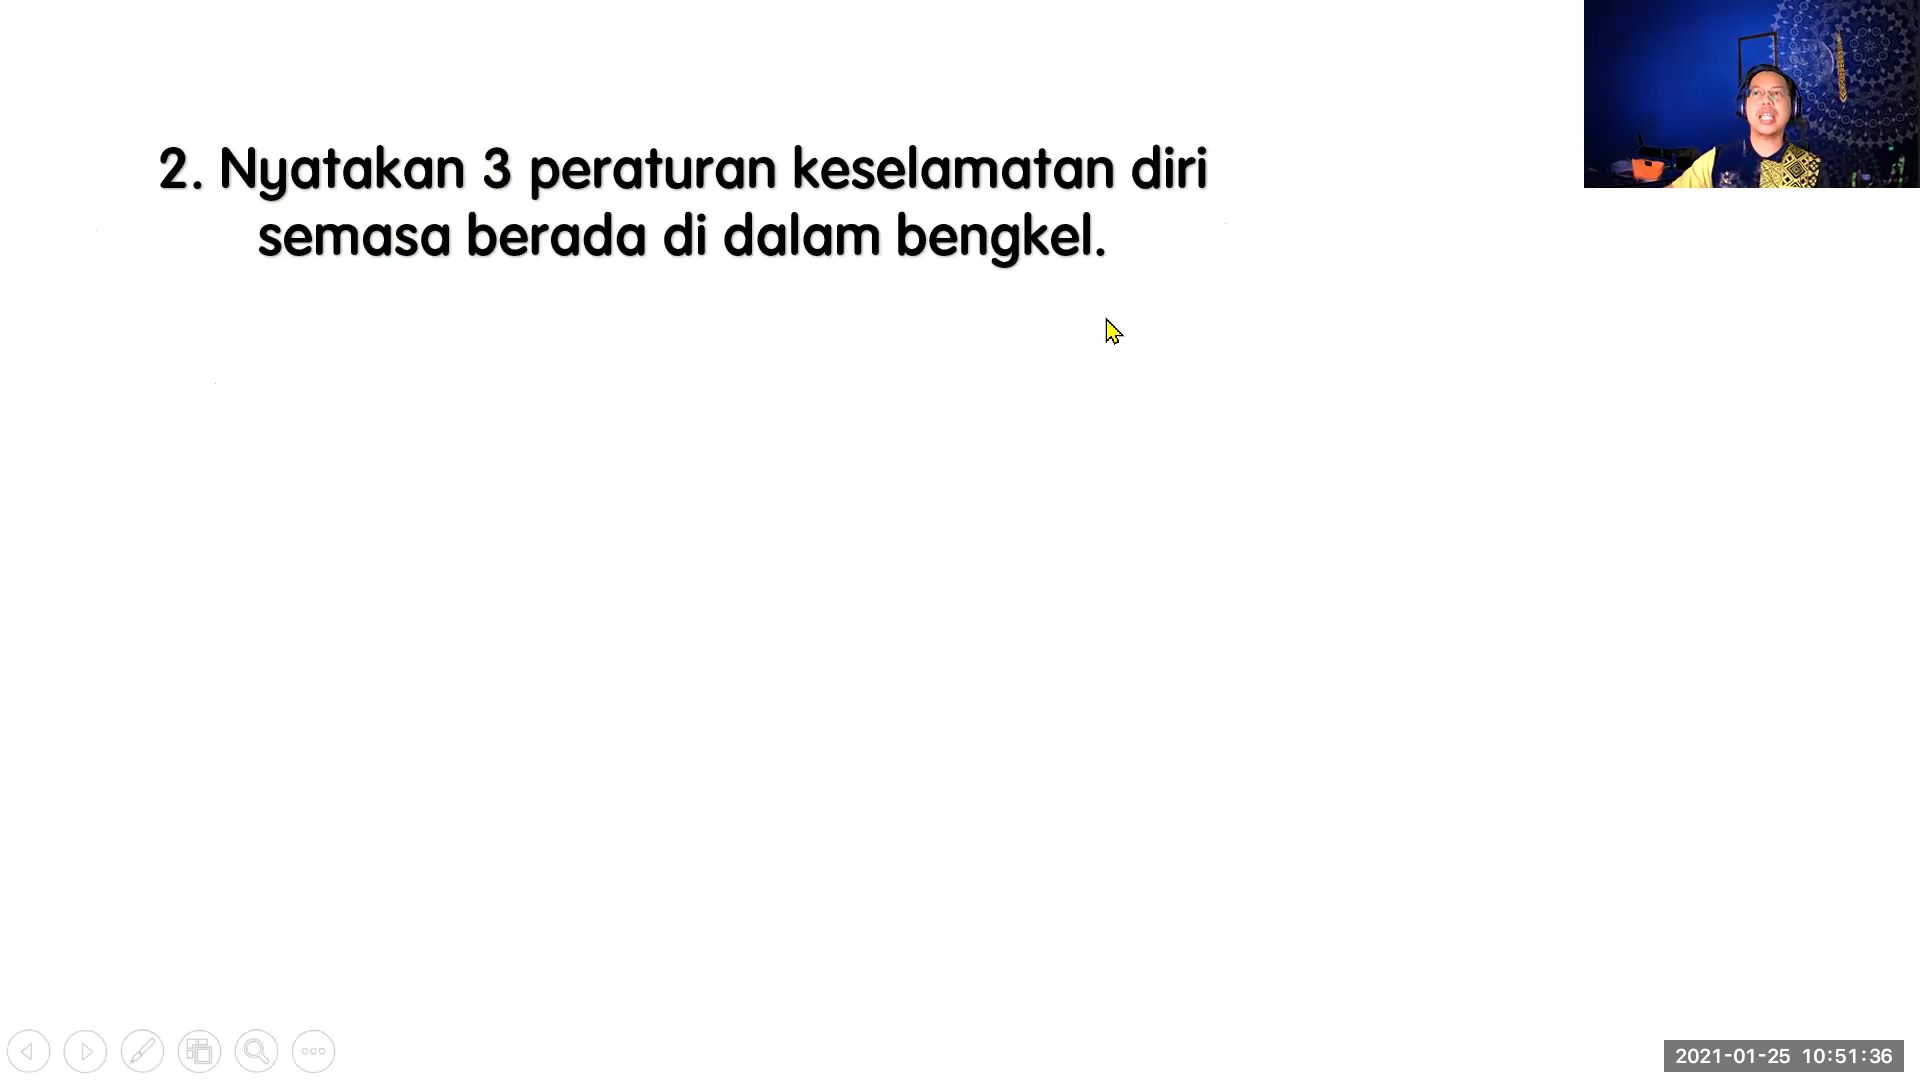 2. Nyatakan 3 peraturan keselamatan diri
semasa berada di dalam bengkel.
2021-01-25 10:51:36